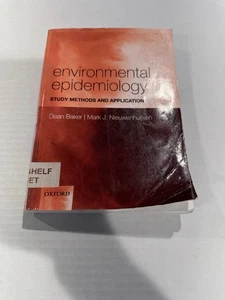 environmental
epidemiology
STUDY METHODS AND APPLICATION
Dean Baker | Mark J. Nieuwenhuijsen
SHELF
ET
OXFORD